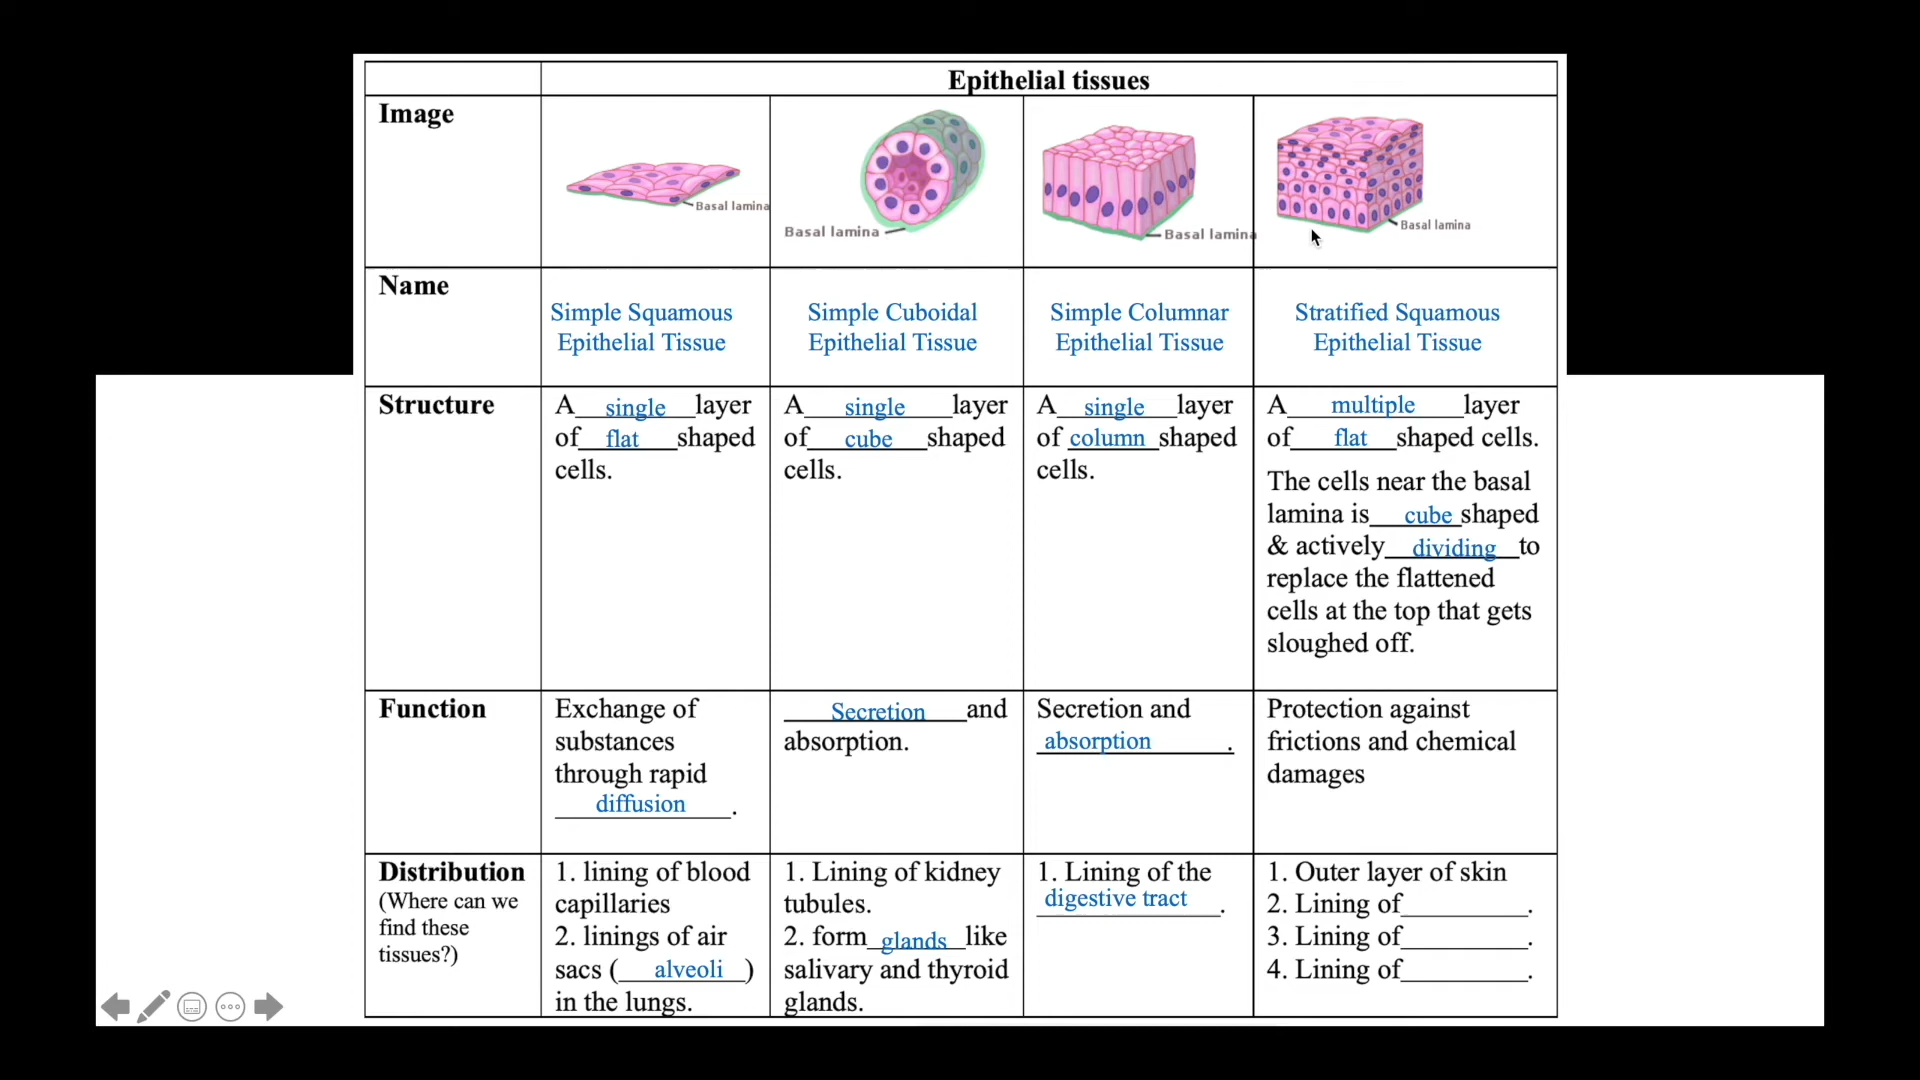 Epithelial tissues
Image
Basal lamina
Basal lamina
Basal lamina
Basal lamina
Name
Simple Squamous
Epithelial Tissue
Simple Cuboidal
Epithelial Tissue
Simple Columnar
Epithelial Tissue
Stratified Squamous
Epithelial Tissue
Structure
A single layer
of flat shaped
cells.
A single layer
of cube shaped
cells.
A single layer
of column shaped
cells.
A multiple layer
of flat shaped cells.
The cells near the basal
lamina is cube shaped
& actively dividing to
replace the flattened
cells at the top that gets
sloughed off.
Function
Exchange of
substances
through rapid
diffusion .
Secretion and
absorption.
Secretion and
absorption .
Protection against
frictions and chemical
damages
Distribution
(Where can we
find these
tissues?)
1. lining of blood
capillaries
2. linings of air
sacs ( alveoli )
in the lungs.
1. Lining of kidney
tubules.
2. form glands like
salivary and thyroid
glands.
1. Lining of the
digestive tract .
1. Outer layer of skin
2. Lining of_________.
3. Lining of_________.
4. Lining of_________.